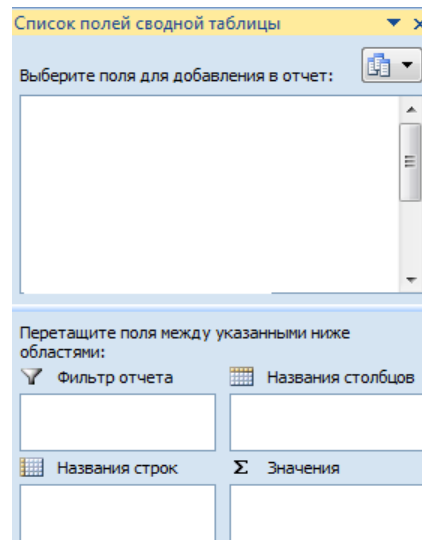 Список полей сводной таблицы
Выберите поля для добавления в отчет:
Перетащите поля между указанными ниже
областями:
Фильтр отчета
Названия столбцов
Названия строк
Σ Значения